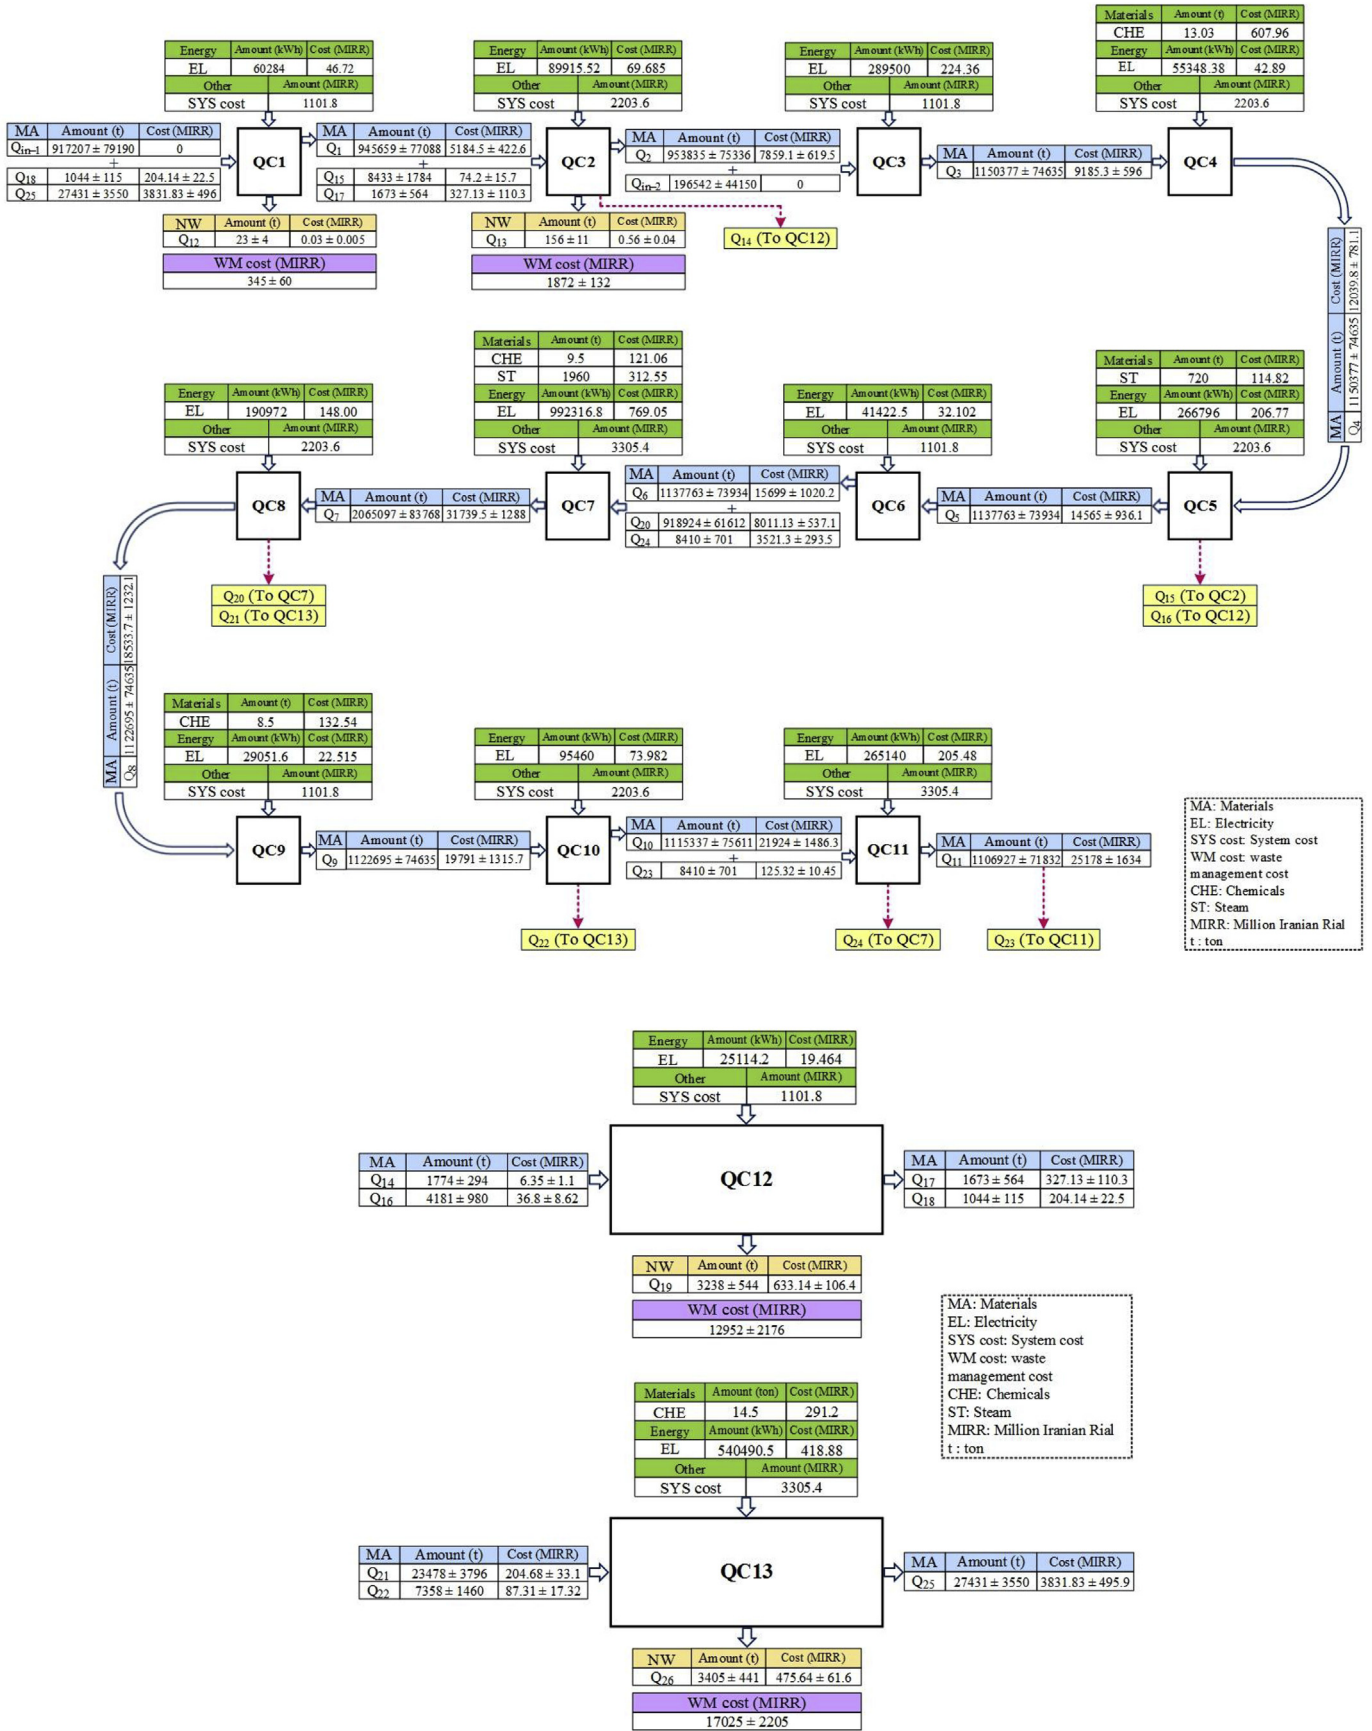 Energy Amount (kWh) Cost (MIRR)
EL 60284 46.72
Other Amount (MIRR)
SYS cost 1101.8
MA Amount (t) Cost (MIRR)
Qin-1 917207 ± 79190 0
+
Q18 1044 ± 115 204.14 ± 22.5
Q25 27431 ± 3550 3831.83 ± 496
QC1
NW Amount (t) Cost (MIRR)
Q12 23 ± 4 0.03 ± 0.005
WM cost (MIRR)
345 ± 60
MA Amount (t) Cost (MIRR)
Q1 945659 ± 77088 5184.5 ± 422.6
+
Q15 8433 ± 1784 74.2 ± 15.7
Q17 1673 ± 564 327.13 ± 110.3
Energy Amount (kWh) Cost (MIRR)
EL 89915.52 69.685
Other Amount (MIRR)
SYS cost 2203.6
QC2
NW Amount (t) Cost (MIRR)
Q13 156 ± 11 0.56 ± 0.04
WM cost (MIRR)
1872 ± 132
Q14 (To QC12)
MA Amount (t) Cost (MIRR)
Q2 953835 ± 75336 7859.1 ± 619.5
+
Qin-2 196542 ± 44150 0
Energy Amount (kWh) Cost (MIRR)
EL 289500 224.36
Other Amount (MIRR)
SYS cost 1101.8
QC3
MA Amount (t) Cost (MIRR)
Q3 1150377 ± 74635 9185.3 ± 596
Materials Amount (t) Cost (MIRR)
CHE 13.03 607.96
Energy Amount (kWh) Cost (MIRR)
EL 55348.38 42.89
Other Amount (MIRR)
SYS cost 2203.6
QC4
MA Amount (t) Cost (MIRR)
Q4 1150377 ± 74635 12039.8 ± 781.1
Materials Amount (t) Cost (MIRR)
ST 720 114.82
Energy Amount (kWh) Cost (MIRR)
EL 266796 206.77
Other Amount (MIRR)
SYS cost 2203.6
QC5
Q15 (To QC2)
Q16 (To QC12)
MA Amount (t) Cost (MIRR)
Q5 1137763 ± 73934 14565 ± 936.1
Energy Amount (kWh) Cost (MIRR)
EL 41422.5 32.102
Other Amount (MIRR)
SYS cost 1101.8
QC6
MA Amount (t) Cost (MIRR)
Q6 1137763 ± 73934 15699 ± 1020.2
+
Q20 918924 ± 61612 8011.13 ± 537.1
Q24 8410 ± 701 3521.3 ± 293.5
Materials Amount (t) Cost (MIRR)
CHE 9.5 121.06
ST 1960 312.55
Energy Amount (kWh) Cost (MIRR)
EL 992316.8 769.05
Other Amount (MIRR)
SYS cost 3305.4
QC7
MA Amount (t) Cost (MIRR)
Q7 2065097 ± 83768 31739.5 ± 1288
Energy Amount (kWh) Cost (MIRR)
EL 190972 148.00
Other Amount (MIRR)
SYS cost 2203.6
QC8
Q20 (To QC7)
Q21 (To QC13)
MA Amount (t) Cost (MIRR)
Q8 1122695 ± 74635 18533.7 ± 1232.1
Materials Amount (t) Cost (MIRR)
CHE 8.5 132.54
Energy Amount (kWh) Cost (MIRR)
EL 29051.6 22.515
Other Amount (MIRR)
SYS cost 1101.8
QC9
MA Amount (t) Cost (MIRR)
Q9 1122695 ± 74635 19791 ± 1315.7
Energy Amount (kWh) Cost (MIRR)
EL 95460 73.982
Other Amount (MIRR)
SYS cost 2203.6
QC10
Q22 (To QC13)
MA Amount (t) Cost (MIRR)
Q10 1115337 ± 75611 21924 ± 1486.3
+
Q23 8410 ± 701 125.32 ± 10.45
Energy Amount (kWh) Cost (MIRR)
EL 265140 205.48
Other Amount (MIRR)
SYS cost 3305.4
QC11
Q24 (To QC7)
MA Amount (t) Cost (MIRR)
Q11 1106927 ± 71832 25178 ± 1634
Q23 (To QC11)
MA: Materials
EL: Electricity
SYS cost: System cost
WM cost: waste
management cost
CHE: Chemicals
ST: Steam
MIRR: Million Iranian Rial
t : ton
Energy Amount (kWh) Cost (MIRR)
EL 25114.2 19.464
Other Amount (MIRR)
SYS cost 1101.8
MA Amount (t) Cost (MIRR)
Q14 1774 ± 294 6.35 ± 1.1
Q16 4181 ± 980 36.8 ± 8.62
QC12
MA Amount (t) Cost (MIRR)
Q17 1673 ± 564 327.13 ± 110.3
Q18 1044 ± 115 204.14 ± 22.5
NW Amount (t) Cost (MIRR)
Q19 3238 ± 544 633.14 ± 106.4
WM cost (MIRR)
12952 ± 2176
MA: Materials
EL: Electricity
SYS cost: System cost
WM cost: waste
management cost
CHE: Chemicals
ST: Steam
MIRR: Million Iranian Rial
t : ton
Materials Amount (ton) Cost (MIRR)
CHE 14.5 291.2
Energy Amount (kWh) Cost (MIRR)
EL 540490.5 418.88
Other Amount (MIRR)
SYS cost 3305.4
MA Amount (t) Cost (MIRR)
Q21 23478 ± 3796 204.68 ± 33.1
Q22 7358 ± 1460 87.31 ± 17.32
QC13
MA Amount (t) Cost (MIRR)
Q25 27431 ± 3550 3831.83 ± 495.9
NW Amount (t) Cost (MIRR)
Q26 3405 ± 441 475.64 ± 61.6
WM cost (MIRR)
17025 ± 2205